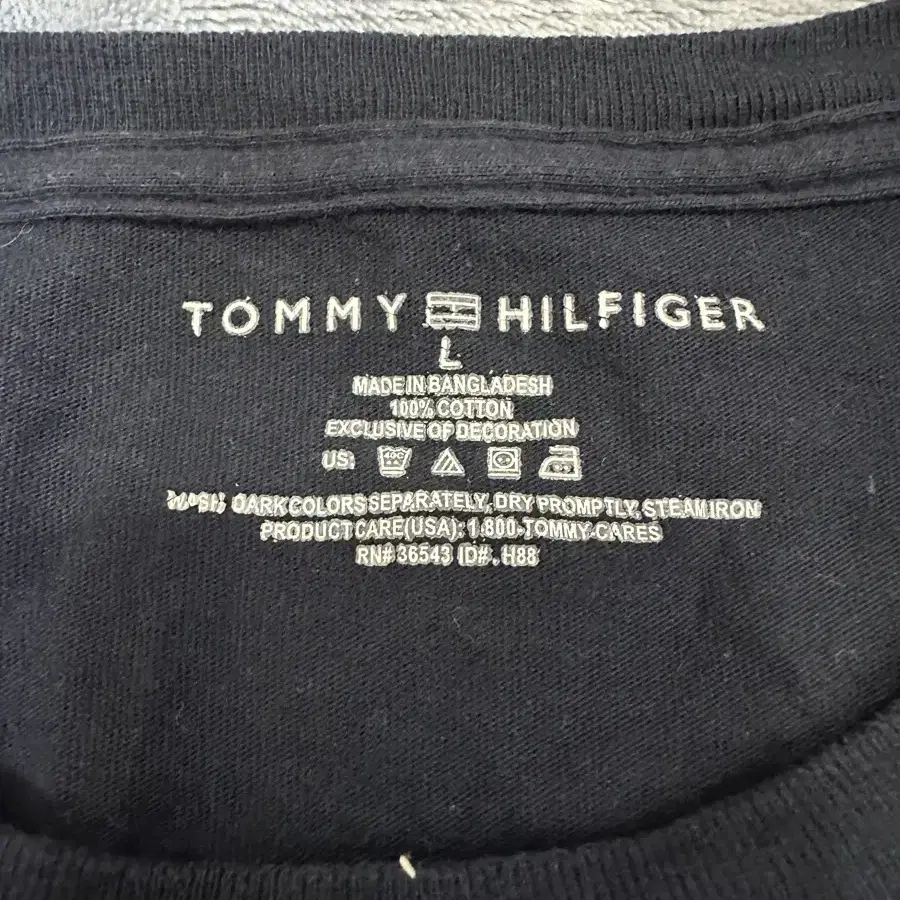 TOMMY HILFIGER
L
MADE IN BANGLADESH
100% COTTON
EXCLUSIVE OF DECORATION
US: 40C
WASH DARK COLORS SEPARATELY, DRY PROMPTLY, STEAM IRON
PRODUCT CARE (USA): 1.800.TOMMY-CARES
RN# 36543 ID#. H88